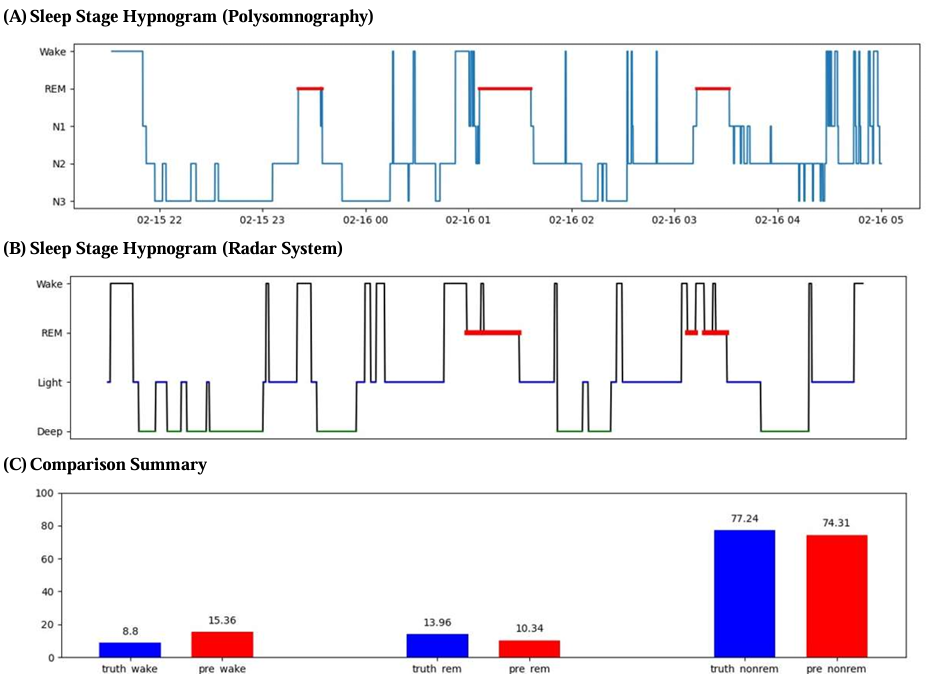 (A) Sleep Stage Hypnogram (Polysomnography)
Wake
REM
N1
N2
N3
02-15 22 02-15 23 02-16 00 02-16 01 02-16 02 02-16 03 02-16 04 02-16 05
(B) Sleep Stage Hypnogram (Radar System)
Wake
REM
Light
Deep
(C) Comparison Summary
100
80
60
40
20
0
8.8 15.36 13.96 10.34 77.24 74.31
truth wake pre wake truth rem pre rem truth nonrem pre nonrem